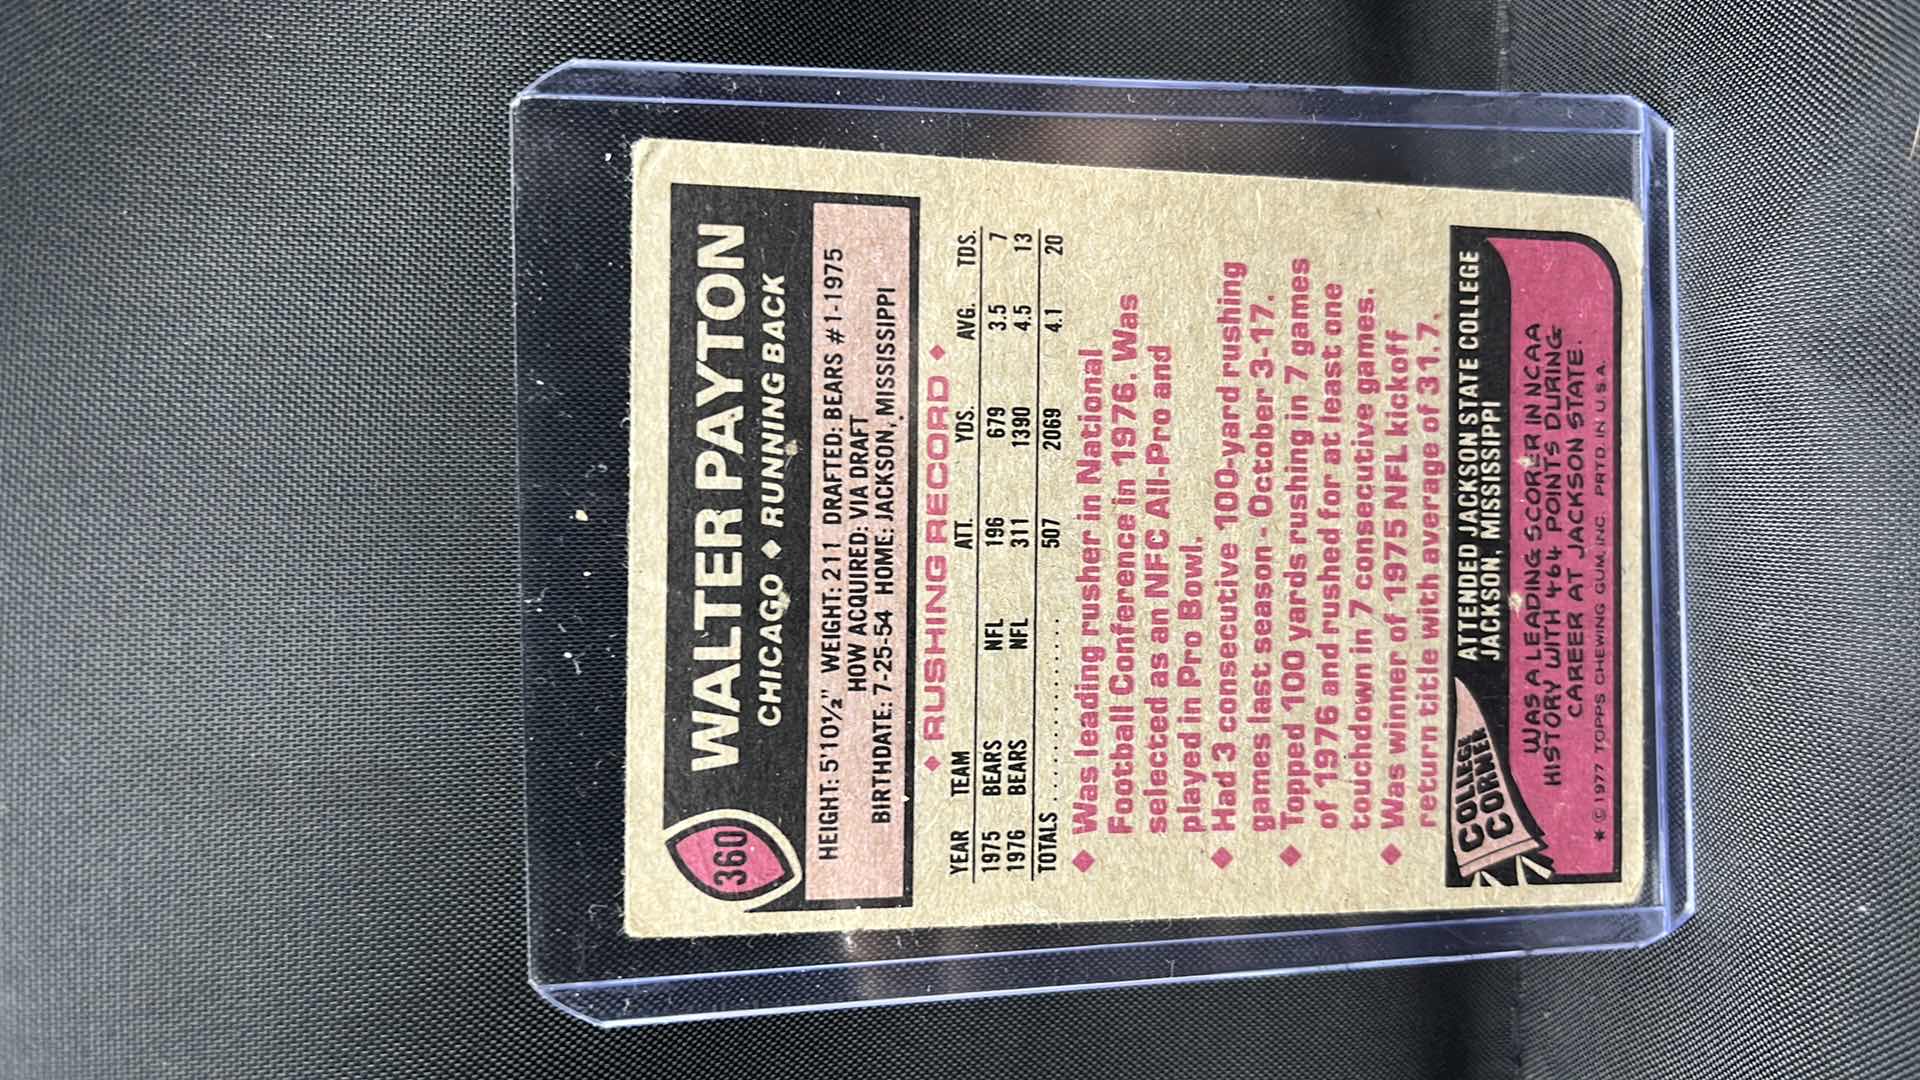 360
WALTER PAYTON
CHICAGO ♦ RUNNING BACK
HEIGHT: 5'10½" WEIGHT: 211 DRAFTED: BEARS #1-1975
HOW ACQUIRED: VIA DRAFT
BIRTHDATE: 7-25-54 HOME: JACKSON, MISSISSIPPI
♦ RUSHING RECORD ♦
YEAR TEAM ATT. YDS. AVG. TDS.
1975 BEARS NFL 196 679 3.5 7
1976 BEARS NFL 311 1390 4.5 13
TOTALS . . . . . . . . . . . . . . . . . . 507 2069 4.1 20
♦ Was leading rusher in National
Football Conference in 1976. Was
selected as an NFC All-Pro and
played in Pro Bowl.
♦ Had 3 consecutive 100-yard rushing
games last season - October 3-17.
♦ Topped 100 yards rushing in 7 games
of 1976 and rushed for at least one
touchdown in 7 consecutive games.
♦ Was winner of 1975 NFL kickoff
return title with average of 31.7.
COLLEGE
CORNER
ATTENDED JACKSON STATE COLLEGE
JACKSON, MISSISSIPPI
WAS A LEADING SCORER IN NCAA
HISTORY WITH 464 POINTS DURING
CAREER AT JACKSON STATE.
* © 1977 TOPPS CHEWING GUM, INC. PRTD. IN U.S.A.